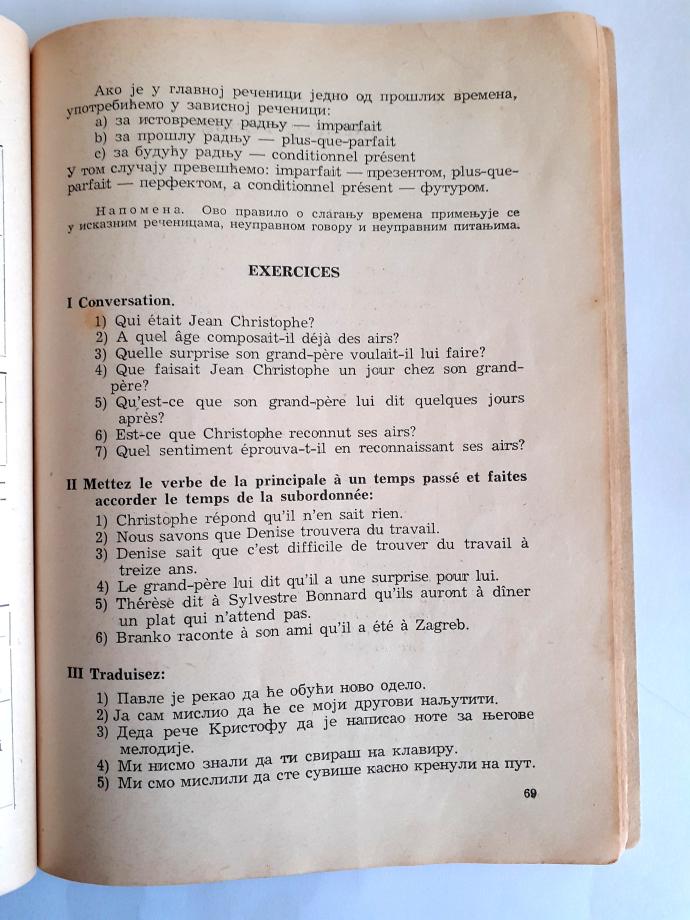 Ако је у главној реченици једно од прошлих времена,
употребићемо у зависној реченици:
a) за истовремену радњу — imparfait
b) за прошлу радњу — plus-que-parfait
c) за будућу радњу — conditionnel présent
у том случају превешћемо: imparfait — презентом, plus-que-
parfait — перфектом, а conditionnel présent — футуром.
Напомена. Ово правило о слагању времена примењује се
у исказним реченицама, неуправном говору и неуправним питањима.
EXERCICES
I Conversation.
1) Qui était Jean Christophe?
2) A quel âge composait-il déjà des airs?
3) Quelle surprise son grand-père voulait-il lui faire?
4) Que faisait Jean Christophe un jour chez son grand-
père?
5) Qu'est-ce que son grand-père lui dit quelques jours
après?
6) Est-ce que Christophe reconnut ses airs?
7) Quel sentiment éprouva-t-il en reconnaissant ses airs?
II Mettez le verbe de la principale à un temps passé et faites
accorder le temps de la subordonnée:
1) Christophe répond qu'il n'en sait rien.
2) Nous savons que Denise trouvera du travail.
3) Denise sait que c'est difficile de trouver du travail à
treize ans.
4) Le grand-père lui dit qu'il a une surprise pour lui.
5) Thérèse dit à Sylvestre Bonnard qu'ils auront à dîner
un plat qui n'attend pas.
6) Branko raconte à son ami qu'il a été à Zagreb.
III Traduisez:
1) Павле је рекао да ће обући ново одело.
2) Ја сам мислио да ће се моји другови наљутити.
3) Деда рече Кристофу да је написао ноте за његове
мелодије.
4) Ми нисмо знали да ти свираш на клавиру.
5) Ми смо мислили да сте сувише касно кренули на пут.
69